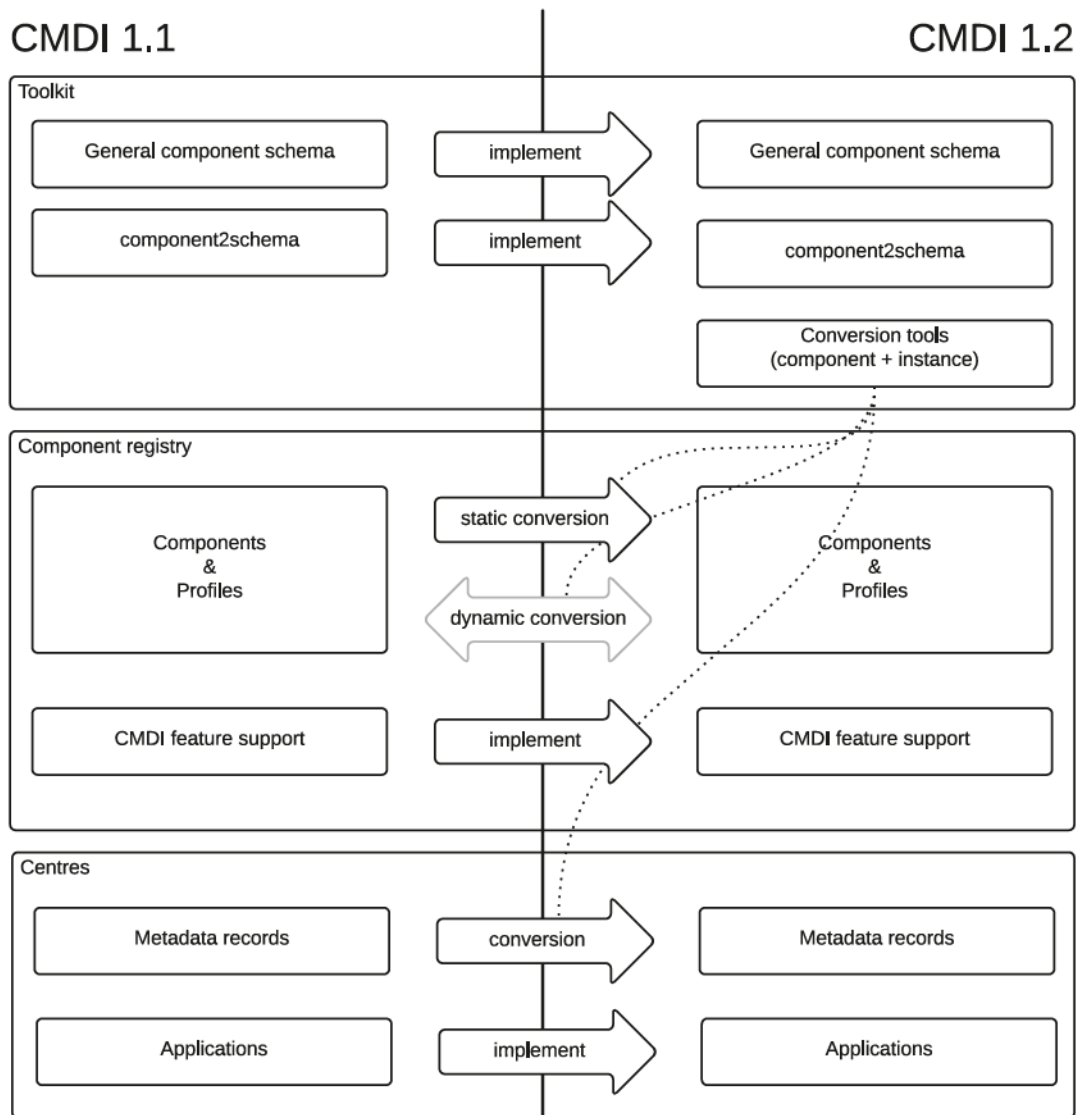 CMDI 1.1
CMDI 1.2
Toolkit
General component schema
implement
General component schema
component2schema
implement
component2schema
Conversion tools
(component + instance)
Component registry
Components
&
Profiles
static conversion
dynamic conversion
Components
&
Profiles
CMDI feature support
implement
CMDI feature support
Centres
Metadata records
conversion
Metadata records
Applications
implement
Applications